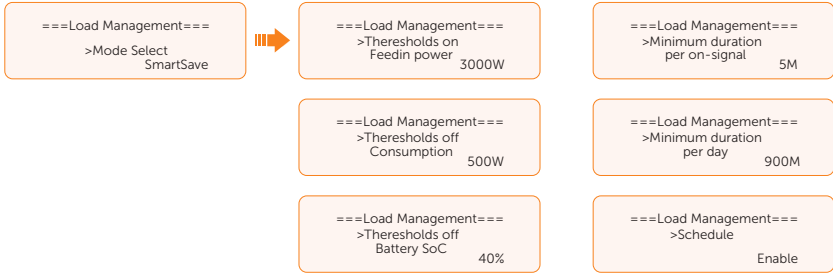 ===Load Management===
>Mode Select
SmartSave
===Load Management===
>Theresholds on
Feedin power
3000W
===Load Management===
>Minimum duration
per on-signal
5M
===Load Management===
>Theresholds off
Consumption
500W
===Load Management===
>Minimum duration
per day
900M
===Load Management===
>Theresholds off
Battery SoC
40%
===Load Management===
>Schedule
Enable